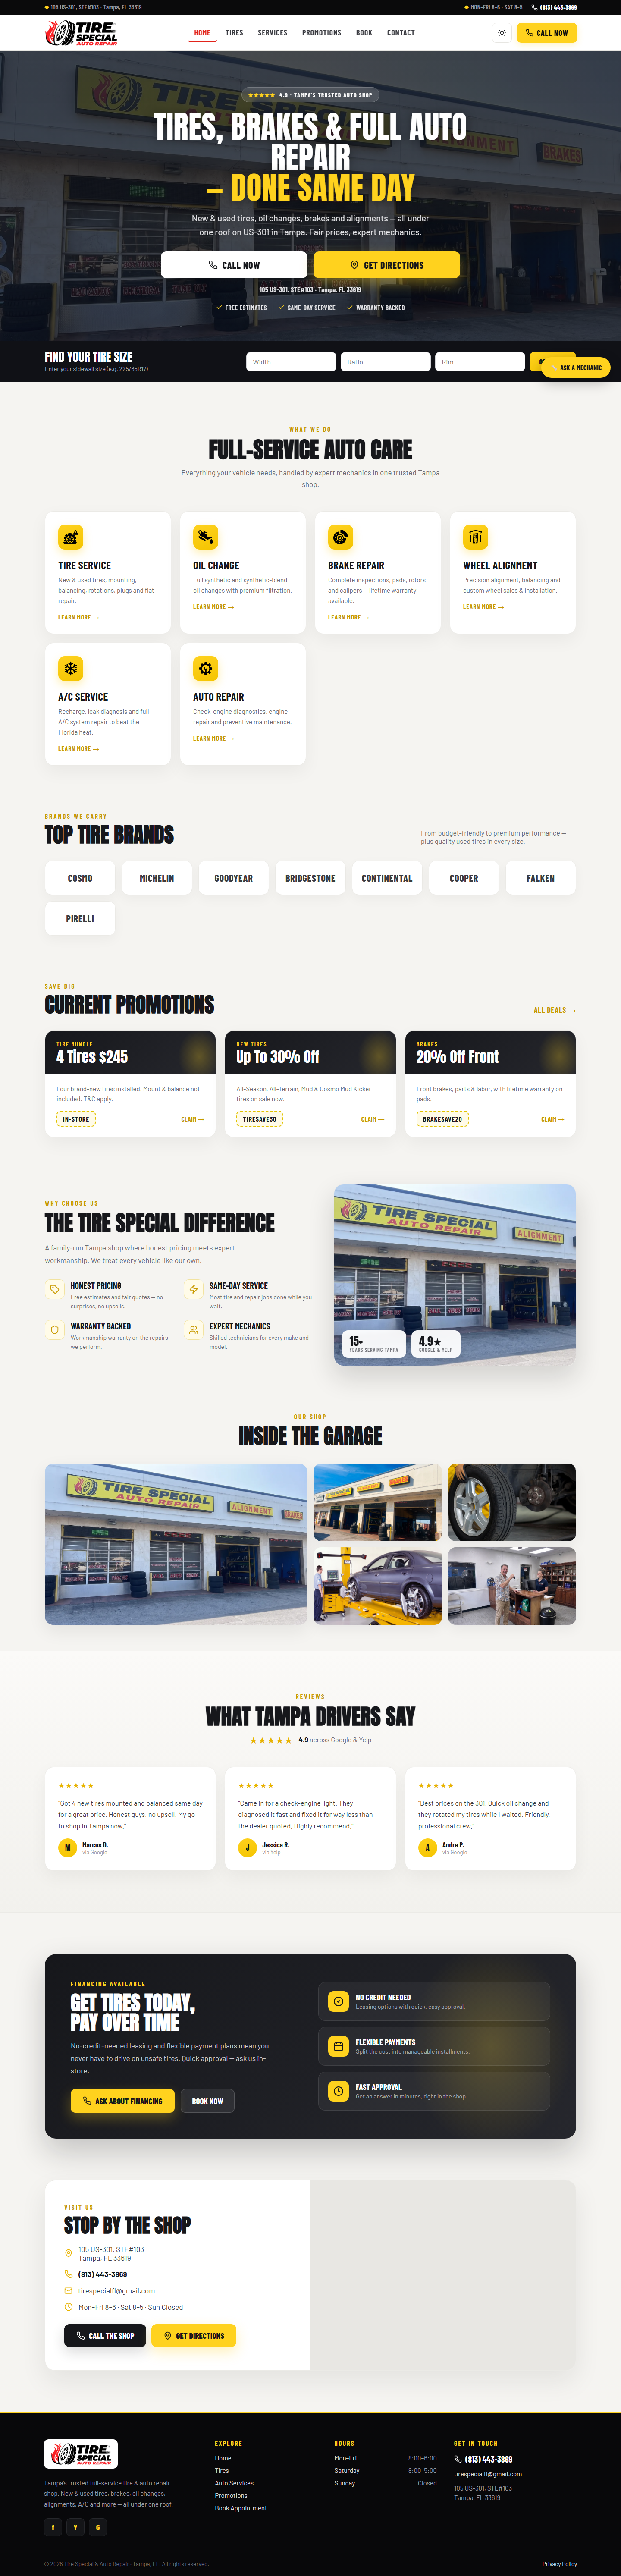 105 US-301, STE#103 · Tampa, FL 33619
MON-FRI 8-6 · SAT 8-5
(813) 443-3869
TIRE SPECIAL AUTO REPAIR
HOME
TIRES
SERVICES
PROMOTIONS
BOOK
CONTACT
CALL NOW
★★★★★ 4.9 · TAMPA'S TRUSTED AUTO SHOP
TIRES, BRAKES & FULL AUTO
REPAIR
— DONE SAME DAY
New & used tires, oil changes, brakes and alignments — all under
one roof on US-301 in Tampa. Fair prices, expert mechanics.
CALL NOW
GET DIRECTIONS
105 US-301, STE#103 · Tampa, FL 33619
FREE ESTIMATES
SAME-DAY SERVICE
WARRANTY BACKED
FIND YOUR TIRE SIZE
Enter your sidewall size (e.g. 225/65R17)
Width
Ratio
Rim
ASK A MECHANIC
WHAT WE DO
FULL-SERVICE AUTO CARE
Everything your vehicle needs, handled by expert mechanics in one trusted Tampa
shop.
TIRE SERVICE
New & used tires, mounting,
balancing, rotations, plugs and flat
repair.
LEARN MORE →
OIL CHANGE
Full synthetic and synthetic-blend
oil changes with premium filtration.
LEARN MORE →
BRAKE REPAIR
Complete inspections, pads, rotors
and calipers — lifetime warranty
available.
LEARN MORE →
WHEEL ALIGNMENT
Precision alignment, balancing and
custom wheel sales & installation.
LEARN MORE →
A/C SERVICE
Recharge, leak diagnosis and full
A/C system repair to beat the
Florida heat.
LEARN MORE →
AUTO REPAIR
Check-engine diagnostics, engine
repair and preventive maintenance.
LEARN MORE →
BRANDS WE CARRY
TOP TIRE BRANDS
From budget-friendly to premium performance —
plus quality used tires in every size.
COSMO
MICHELIN
GOODYEAR
BRIDGESTONE
CONTINENTAL
COOPER
FALKEN
PIRELLI
SAVE BIG
CURRENT PROMOTIONS
ALL DEALS →
TIRE BUNDLE
4 Tires $245
Four brand-new tires installed. Mount & balance not
included. T&C apply.
IN-STORE
CLAIM →
NEW TIRES
Up To 30% Off
All-Season, All-Terrain, Mud & Cosmo Mud Kicker
tires on sale now.
TIRESAVE30
CLAIM →
BRAKES
20% Off Front
Front brakes, parts & labor, with lifetime warranty on
pads.
BRAKESAVE20
CLAIM →
WHY CHOOSE US
THE TIRE SPECIAL DIFFERENCE
A family-run Tampa shop where honest pricing meets expert
workmanship. We treat every vehicle like our own.
HONEST PRICING
Free estimates and fair quotes — no
surprises, no upsells.
SAME-DAY SERVICE
Most tire and repair jobs done while you
wait.
WARRANTY BACKED
Workmanship warranty on the repairs
we perform.
EXPERT MECHANICS
Skilled technicians for every make and
model.
TIRE SPECIAL
AUTO REPAIR
ALIGNMENT
15+
YEARS SERVING TAMPA
4.9★
GOOGLE & YELP
OUR SHOP
INSIDE THE GARAGE
TIRE SPECIAL
AUTO REPAIR
ALIGNMENT
BRAKES
REVIEWS
WHAT TAMPA DRIVERS SAY
★★★★★ 4.9 across Google & Yelp
★★★★★
"Got 4 new tires mounted and balanced same day
for a great price. Honest guys, no upsell. My go-
to shop in Tampa now."
M
Marcus D.
via Google
★★★★★
"Came in for a check-engine light. They
diagnosed it fast and fixed it for way less than
the dealer quoted. Highly recommend."
J
Jessica R.
via Yelp
★★★★★
"Best prices on the 301. Quick oil change and
they rotated my tires while I waited. Friendly,
professional crew."
A
Andre P.
via Google
FINANCING AVAILABLE
GET TIRES TODAY,
PAY OVER TIME
No-credit-needed leasing and flexible payment plans mean you
never have to drive on unsafe tires. Quick approval — ask us in-
store.
ASK ABOUT FINANCING
BOOK NOW
NO CREDIT NEEDED
Leasing options with quick, easy approval.
FLEXIBLE PAYMENTS
Split the cost into manageable installments.
FAST APPROVAL
Get an answer in minutes, right in the shop.
VISIT US
STOP BY THE SHOP
105 US-301, STE#103
Tampa, FL 33619
(813) 443-3869
tirespecialfl@gmail.com
Mon-Fri 8-6 · Sat 8-5 · Sun Closed
CALL THE SHOP
GET DIRECTIONS
TIRE SPECIAL AUTO REPAIR
Tampa's trusted full-service tire & auto repair
shop. New & used tires, brakes, oil changes,
alignments, A/C and more — all under one roof.
f
Y
G
EXPLORE
Home
Tires
Auto Services
Promotions
Book Appointment
HOURS
Mon-Fri 8:00-6:00
Saturday 8:00-5:00
Sunday Closed
GET IN TOUCH
(813) 443-3869
tirespecialfl@gmail.com
105 US-301, STE#103
Tampa, FL 33619
© 2026 Tire Special & Auto Repair · Tampa, FL. All rights reserved.
Privacy Policy